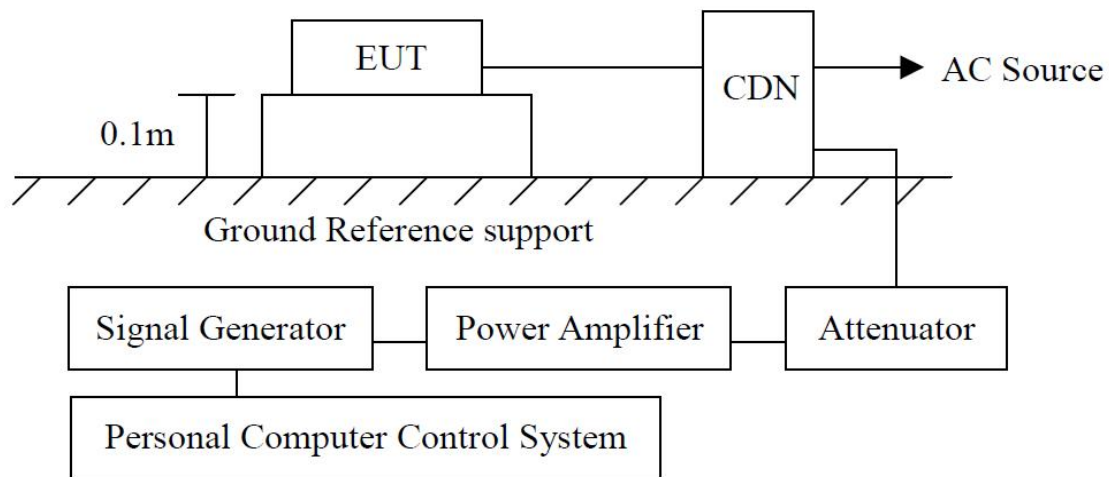 EUT
CDN
AC Source
0.1m
Ground Reference support
Signal Generator
Power Amplifier
Attenuator
Personal Computer Control System